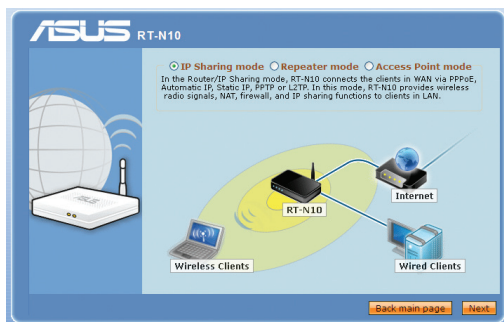 ASUS RT-N10
IP Sharing mode Repeater mode Access Point mode
In the Router/IP Sharing mode, RT-N10 connects the clients in WAN via PPPoE,
Automatic IP, Static IP, PPTP or L2TP. In this mode, RT-N10 provides wireless
radio signals, NAT, firewall, and IP sharing functions to clients in LAN.
Internet
RT-N10
Wireless Clients
Wired Clients
Back main page Next